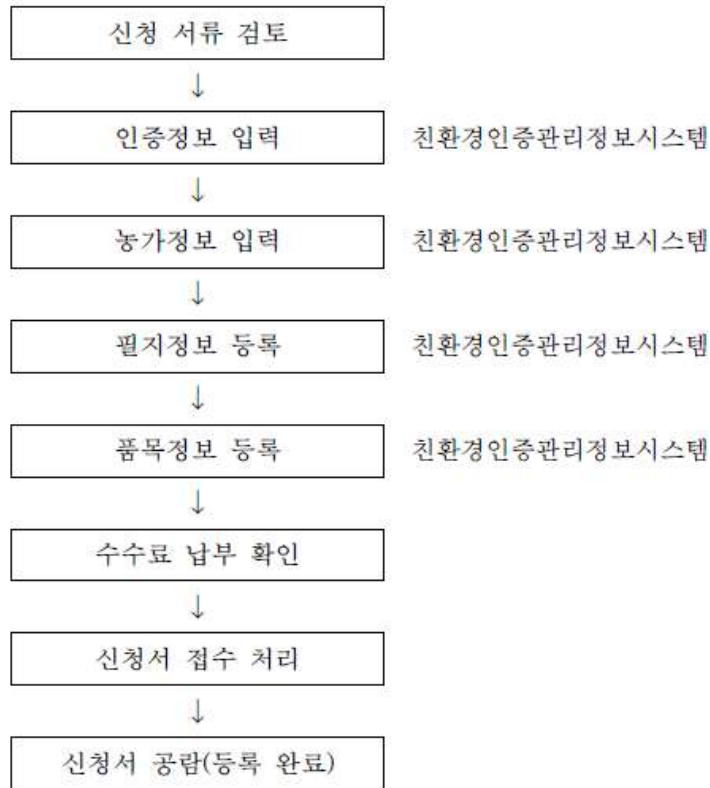 신청 서류 검토
↓
인증정보 입력 친환경인증관리정보시스템
↓
농가정보 입력 친환경인증관리정보시스템
↓
필지정보 등록 친환경인증관리정보시스템
↓
품목정보 등록 친환경인증관리정보시스템
↓
수수료 납부 확인
↓
신청서 접수 처리
↓
신청서 공람(등록 완료)